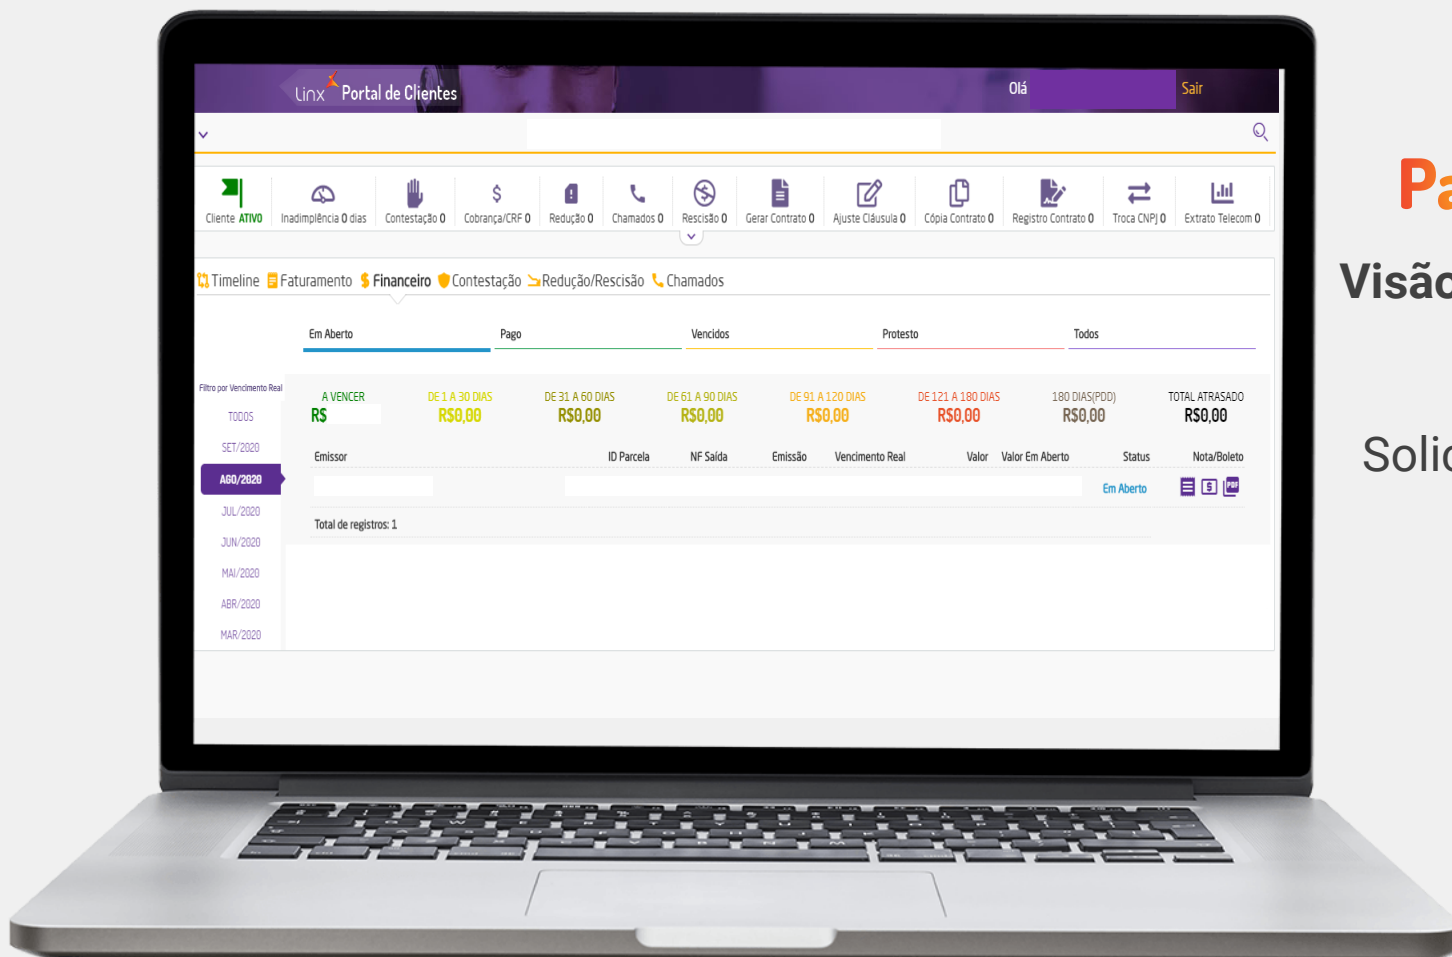 Linx Portal de Clientes
Olá
Sair
Cliente ATIVO
Inadimplência 0 dias
Contestação 0
Cobrança/CRF 0
Redução 0
Chamados 0
Rescisão 0
Gerar Contrato 0
Ajuste Cláusula 0
Cópia Contrato 0
Registro Contrato 0
Troca CNPJ 0
Extrato Telecom 0
Timeline Faturamento Financeiro Contestação Redução/Rescisão Chamados
Em Aberto Pago Vencidos Protesto Todos
Filtro por Vencimento Real
TODOS
SET/2020
AGO/2020
JUL/2020
JUN/2020
MAI/2020
ABR/2020
MAR/2020
A VENCER DE 1 A 30 DIAS DE 31 A 60 DIAS DE 61 A 90 DIAS DE 91 A 120 DIAS DE 121 A 180 DIAS 180 DIAS(PDD) TOTAL ATRASADO
R$ R$0,00 R$0,00 R$0,00 R$0,00 R$0,00 R$0,00 R$0,00
Emissor ID Parcela NF Saída Emissão Vencimento Real Valor Valor Em Aberto Status Nota/Boleto
Em Aberto PDF
Total de registros: 1
Pa
Visão
Solic